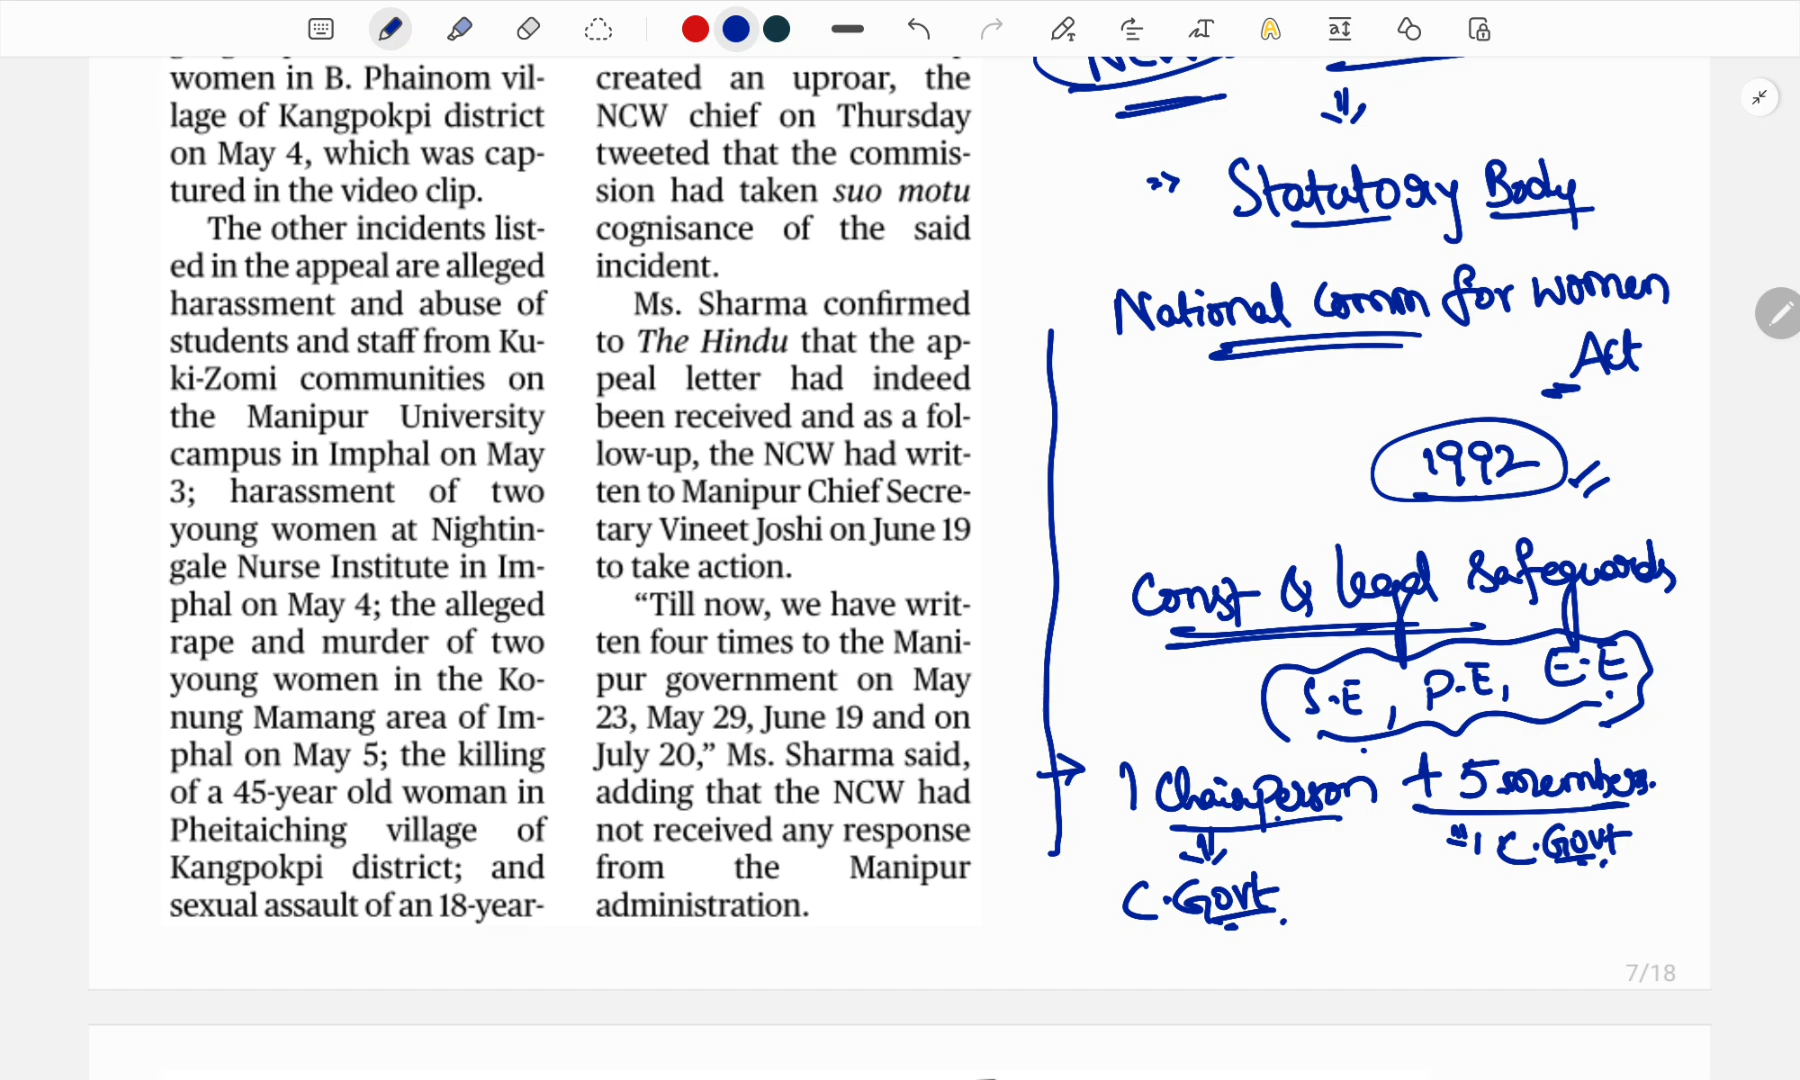 women in B. Phainom vil-
lage of Kangpokpi district
on May 4, which was cap-
tured in the video clip.
The other incidents list-
ed in the appeal are alleged
harassment and abuse of
students and staff from Ku-
ki-Zomi communities on
the Manipur University
campus in Imphal on May
3; harassment of two
young women at Nightin-
gale Nurse Institute in Im-
phal on May 4; the alleged
rape and murder of two
young women in the Ko-
nung Mamang area of Im-
phal on May 5; the killing
of a 45-year old woman in
Pheitaiching village of
Kangpokpi district; and
sexual assault of an 18-year-
created an uproar, the
NCW chief on Thursday
tweeted that the commis-
sion had taken suo motu
cognisance of the said
incident.
Ms. Sharma confirmed
to The Hindu that the ap-
peal letter had indeed
been received and as a fol-
low-up, the NCW had writ-
ten to Manipur Chief Secre-
tary Vineet Joshi on June 19
to take action.
“Till now, we have writ-
ten four times to the Mani-
pur government on May
23, May 29, June 19 and on
July 20,” Ms. Sharma said,
adding that the NCW had
not received any response
from the Manipur
administration.
Statutory Body
National Comm for women
Act
1992
Const & legal safeguards
S.E, P.E, E.E
1 Chairperson + 5 members.
C.Govt
C.Govt.
7/18